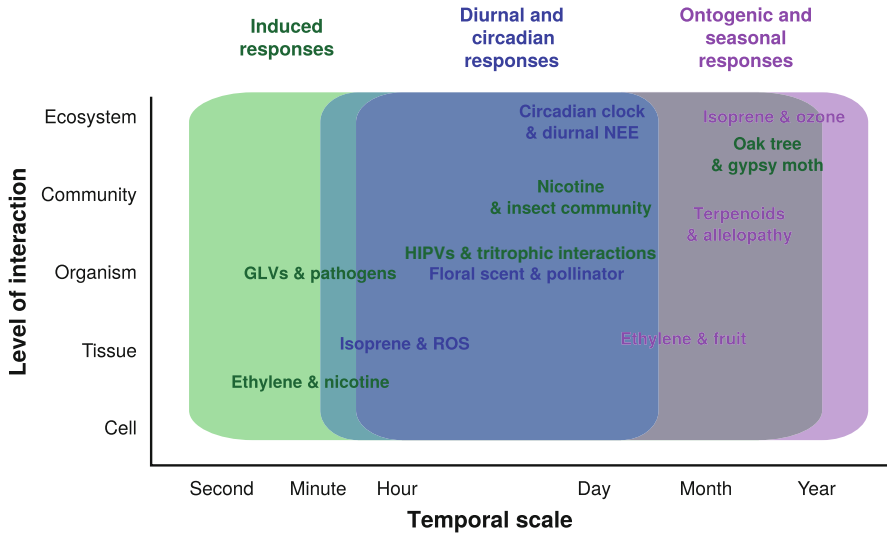 Induced
responses
Diurnal and
circadian
responses
Ontogenic and
seasonal
responses
Level of interaction
Ecosystem
Community
Organism
Tissue
Cell
Circadian clock
& diurnal NEE
Isoprene & ozone
Oak tree
& gypsy moth
Nicotine
& insect community
Terpenoids
& allelopathy
HIPVs & tritrophic interactions
GLVs & pathogens
Floral scent & pollinator
Isoprene & ROS
Ethylene & fruit
Ethylene & nicotine
Second
Minute
Hour
Day
Month
Year
Temporal scale